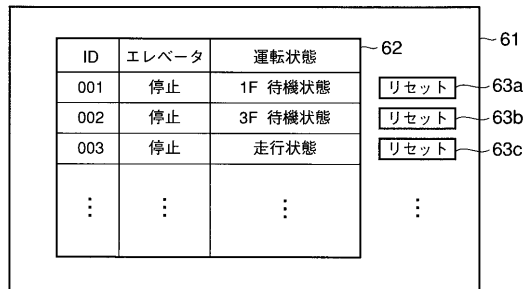 61
62
ID エレベータ 運転状態
001 停止 1F 待機状態 リセット 63a
002 停止 3F 待機状態 リセット 63b
003 停止 走行状態 リセット 63c
⋮ ⋮ ⋮ ⋮